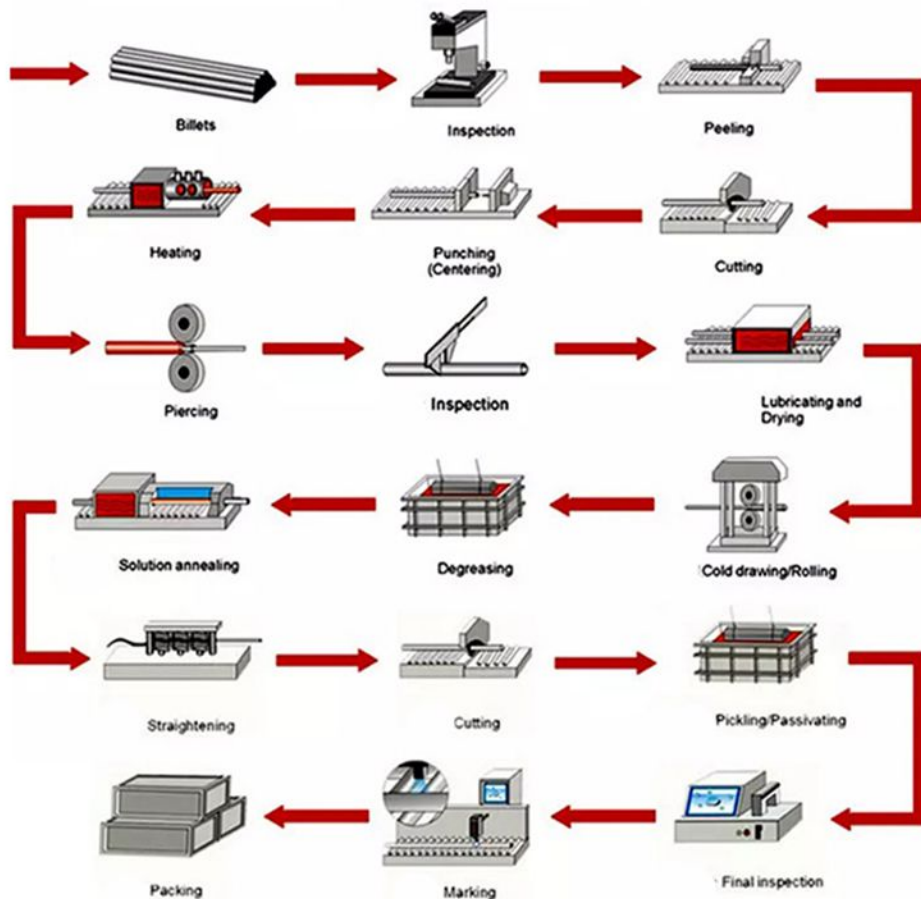 Billets
Inspection
Peeling
Cutting
Punching
(Centering)
Heating
Piercing
Inspection
Lubricating and
Drying
Cold drawing/Rolling
Degreasing
Solution annealing
Straightening
Cutting
Pickling/Passivating
Final inspection
Marking
Packing